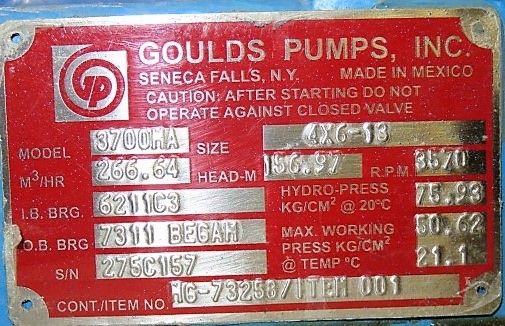 GOULDS PUMPS, INC.
SENECA FALLS, N.Y. MADE IN MEXICO
CAUTION: AFTER STARTING DO NOT
OPERATE AGAINST CLOSED VALVE
MODEL 3700MA SIZE 4X6-13
M³/HR 266.64 HEAD-M 156.97 R.P.M. 3570
I.B. BRG. 6211C3 HYDRO-PRESS KG/CM² @ 20°C 75.93
O.B. BRG 7311 BEGAM MAX. WORKING PRESS KG/CM² 50.62
S/N 275C157 @ TEMP ºC 21.1
CONT./ITEM NO. MG-73258/ITEM 001